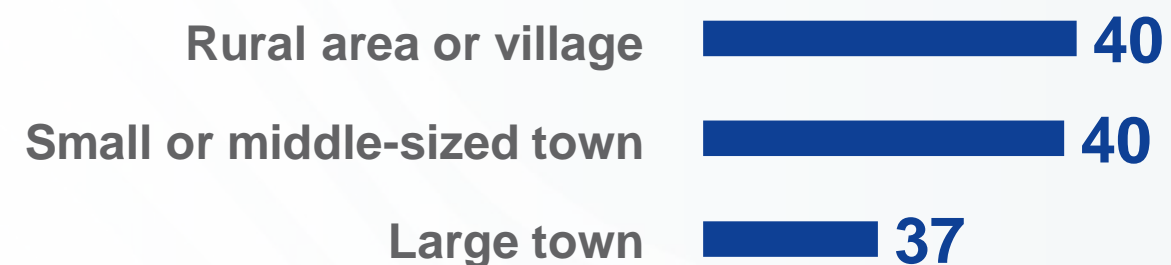 Rural area or village 40
Small or middle-sized town 40
Large town 37